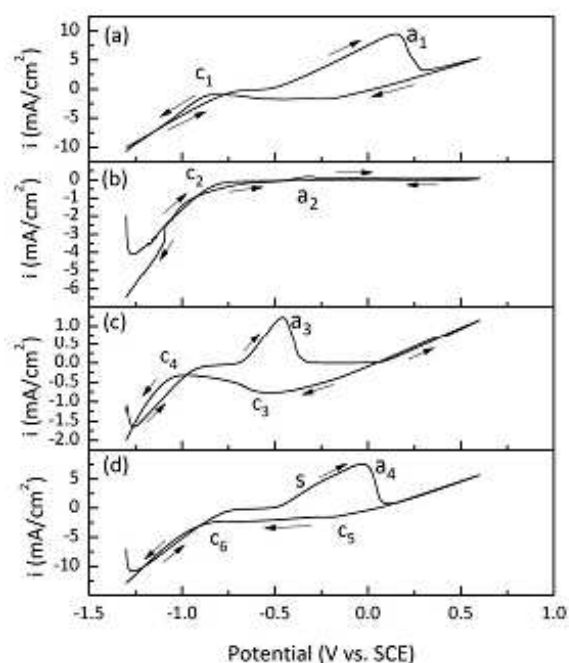 (a)
c1
a1
i (mA/cm²)
10
5
0
-5
-10
(b)
c2
a2
i (mA/cm²)
0
-1
-2
-3
-4
-5
-6
(c)
c4
a3
c3
i (mA/cm²)
1.0
0.5
0.0
-0.5
-1.0
-1.5
-2.0
(d)
S
a4
c6
c5
i (mA/cm²)
5
0
-5
-10
-1.5 -1.0 -0.5 0.0 0.5 1.0
Potential (V vs. SCE)